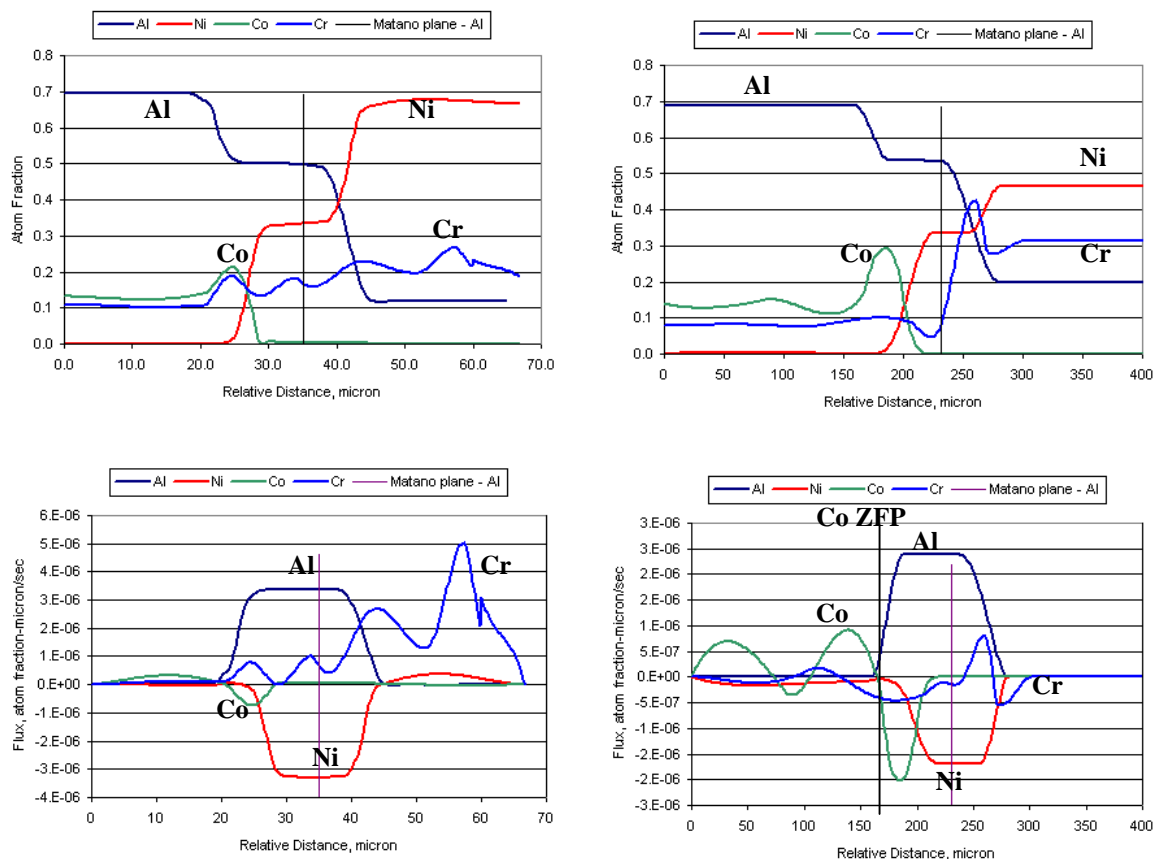 Al Ni Co Cr Matano plane - Al
0.8
0.7
0.6
0.5
0.4
0.3
0.2
0.1
0.0
Atom Fraction
Al
Ni
Co
Cr
0.0 10.0 20.0 30.0 40.0 50.0 60.0 70.0
Relative Distance, micron
Al Ni Co Cr Matano plane - Al
0.8
0.7
0.6
0.5
0.4
0.3
0.2
0.1
0.0
Atom Fraction
Al
Ni
Co
Cr
0 50 100 150 200 250 300 350 400
Relative Distance, micron
Al Ni Co Cr Matano plane - Al
6.E-06
5.E-06
4.E-06
3.E-06
2.E-06
1.E-06
0.E+00
-1.E-06
-2.E-06
-3.E-06
-4.E-06
Flux, atom fraction-micron/sec
Al
Cr
Co
Ni
0 10 20 30 40 50 60 70
Relative Distance, micron
Al Ni Co Cr Matano plane - Al
Co ZFP
3.E-06
3.E-06
2.E-06
2.E-06
1.E-06
5.E-07
0.E+00
-5.E-07
-1.E-06
-2.E-06
-2.E-06
-3.E-06
Flux, atom fraction-micron/sec
Al
Co
Cr
Ni
0 50 100 150 200 250 300 350 400
Relative Distance, micron